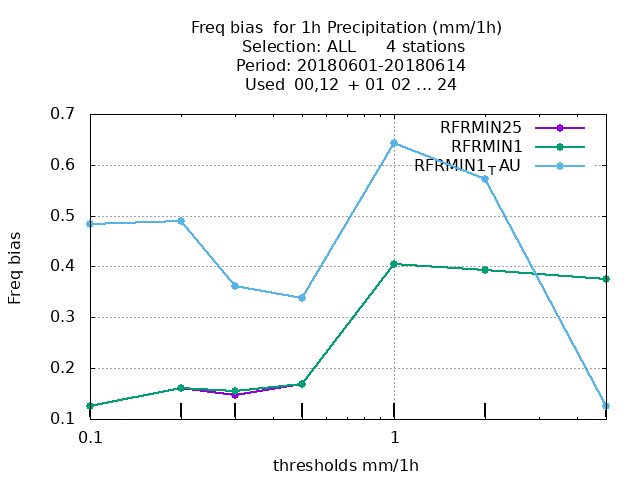 Freq bias  for 1h Precipitation (mm/1h)
Selection: ALL      4 stations
Period: 20180601-20180614
Used  00,12  + 01 02 ... 24
RFRMIN25
RFRMIN1
RFRMIN1_TAU
0.7
0.6
0.5
0.4
0.3
0.2
0.1
Freq bias
0.1 1
thresholds mm/1h